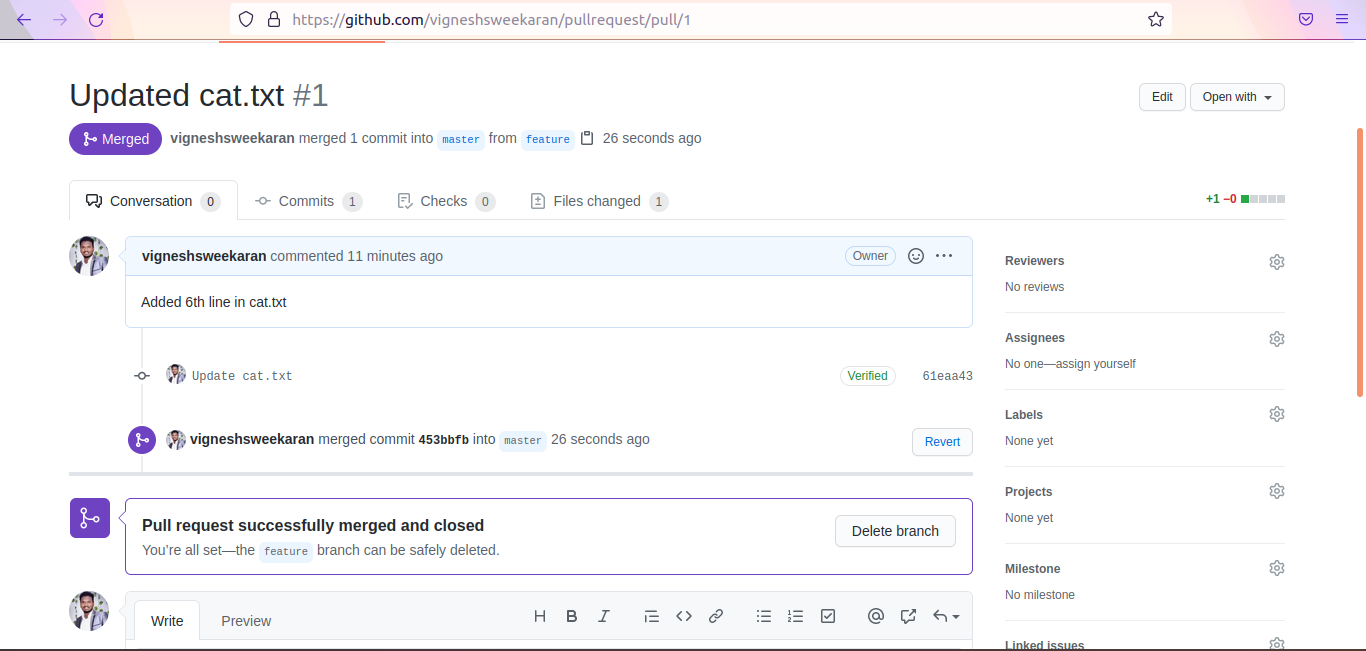 https://github.com/vigneshsweekaran/pullrequest/pull/1
Updated cat.txt #1
Edit
Open with
Merged
vigneshsweekaran merged 1 commit into master from feature 26 seconds ago
Conversation 0
Commits 1
Checks 0
Files changed 1
+1 −0
vigneshsweekaran commented 11 minutes ago
Owner
Added 6th line in cat.txt
Update cat.txt
Verified
61eaa43
vigneshsweekaran merged commit 453bbfb into master 26 seconds ago
Revert
Pull request successfully merged and closed
You’re all set—the feature branch can be safely deleted.
Delete branch
Write
Preview
Reviewers
No reviews
Assignees
No one—assign yourself
Labels
None yet
Projects
None yet
Milestone
No milestone
Linked issues